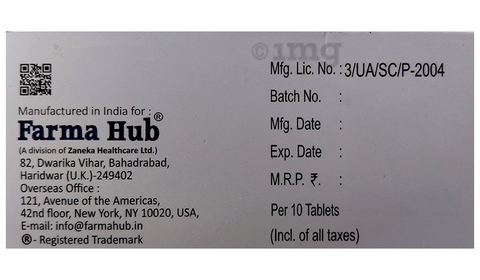 ©1mg
Manufactured in India for :
Farma Hub®
(A division of Zaneka Healthcare Ltd.)
82, Dwarika Vihar, Bahadrabad,
Haridwar (U.K.)-249402
Overseas Office :
121, Avenue of the Americas,
42nd floor, New York, NY 10020, USA,
E-mail: info@farmahub.in
®- Registered Trademark
Mfg. Lic. No. : 3/UA/SC/P-2004
Batch No. :
Mfg. Date :
Exp. Date :
M.R.P. ₹. :
Per 10 Tablets
(Incl. of all taxes)